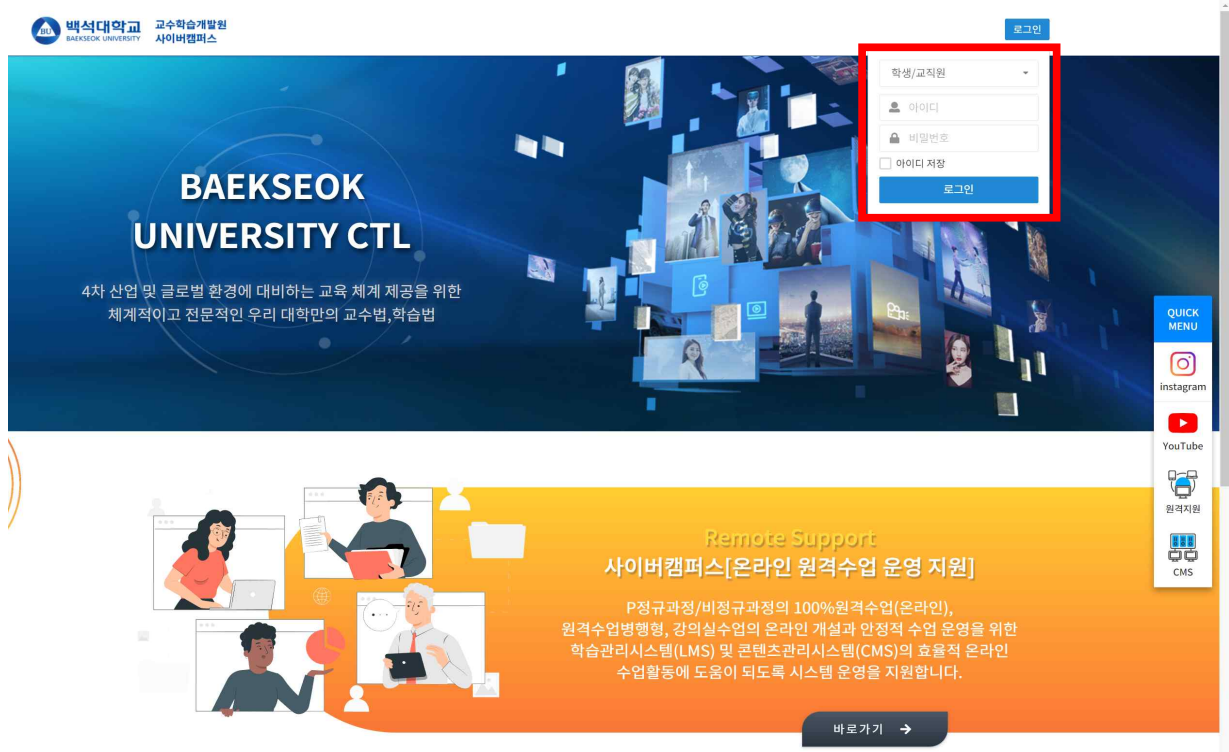 백석대학교
BAEKSEOK UNIVERSITY
교수학습개발원
사이버캠퍼스
로그인
학생/교직원
아이디
비밀번호
아이디 저장
로그인
BAEKSEOK
UNIVERSITY CTL
4차 산업 및 글로벌 환경에 대비하는 교육 체계 제공을 위한
체계적이고 전문적인 우리 대학만의 교수법,학습법
QUICK
MENU
instagram
YouTube
원격지원
CMS
Remote Support
사이버캠퍼스[온라인 원격수업 운영 지원]
P정규과정/비정규과정의 100%원격수업(온라인),
원격수업병행형, 강의실수업의 온라인 개설과 안정적 수업 운영을 위한
학습관리시스템(LMS) 및 콘텐츠관리시스템(CMS)의 효율적 온라인
수업활동에 도움이 되도록 시스템 운영을 지원합니다.
바로가기 →